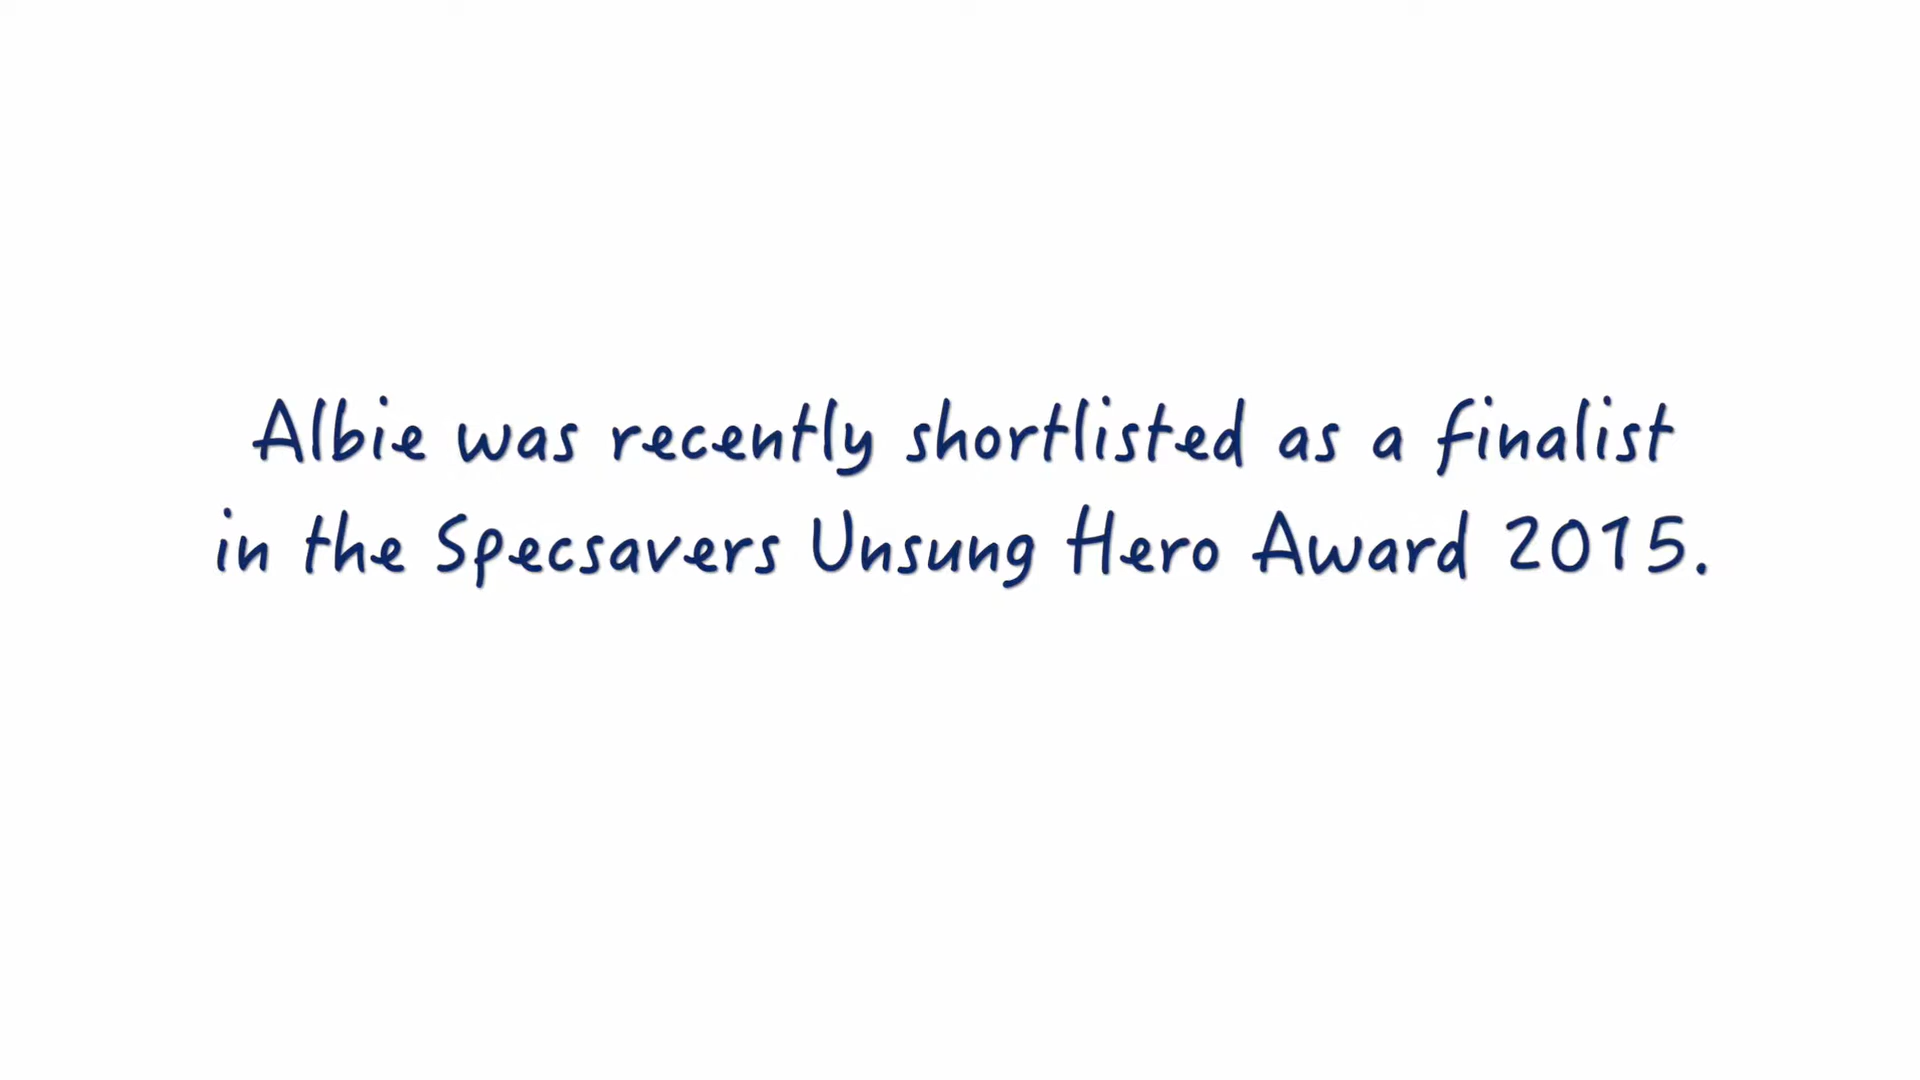 Albie was recently shortlisted as a finalist
in the Specsavers Unsung Hero Award 2015.